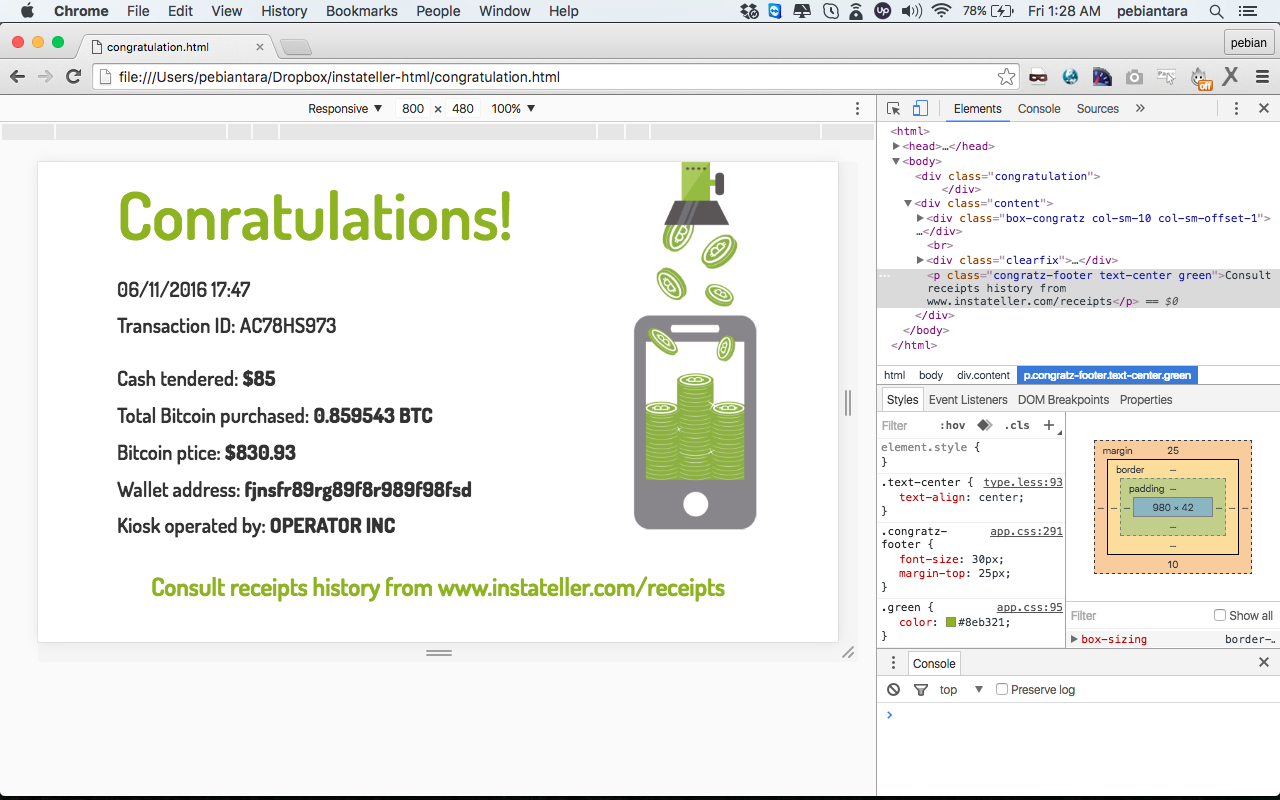 Chrome File Edit View History Bookmarks People Window Help Up 78% Fri 1:28 AM pebiantara
congratulation.html pebian
file:///Users/pebiantara/Dropbox/instateller-html/congratulation.html off
Responsive ▼ 800 × 480 100% ▼
Conratulations!
06/11/2016 17:47
Transaction ID: AC78HS973
Cash tendered: $85
Total Bitcoin purchased: 0.859543 BTC
Bitcoin ptice: $830.93
Wallet address: fjnsfr89rg89f8r989f98fsd
Kiosk operated by: OPERATOR INC
Consult receipts history from www.instateller.com/receipts
Elements Console Sources »
<html>
<head>…</head>
<body>
<div class="congratulation">
</div>
<div class="content">
<div class="box-congratz col-sm-10 col-sm-offset-1">
…</div>
<br>
<div class="clearfix">…</div>
<p class="congratz-footer text-center green">Consult
receipts history from
www.instateller.com/receipts</p> == $0
</div>
</body>
</html>
html body div.content p.congratz-footer.text-center.green
Styles Event Listeners DOM Breakpoints Properties
Filter :hov .cls +
element.style {
}
.text-center { type.less:93
text-align: center;
}
.congratz-footer { app.css:291
font-size: 30px;
margin-top: 25px;
}
.green { app.css:95
color: #8eb321;
}
margin 25
border –
padding –
– – – 980 × 42 – – –
–
–
10
Filter Show all
box-sizing border-…
Console
top ▼ Preserve log
>